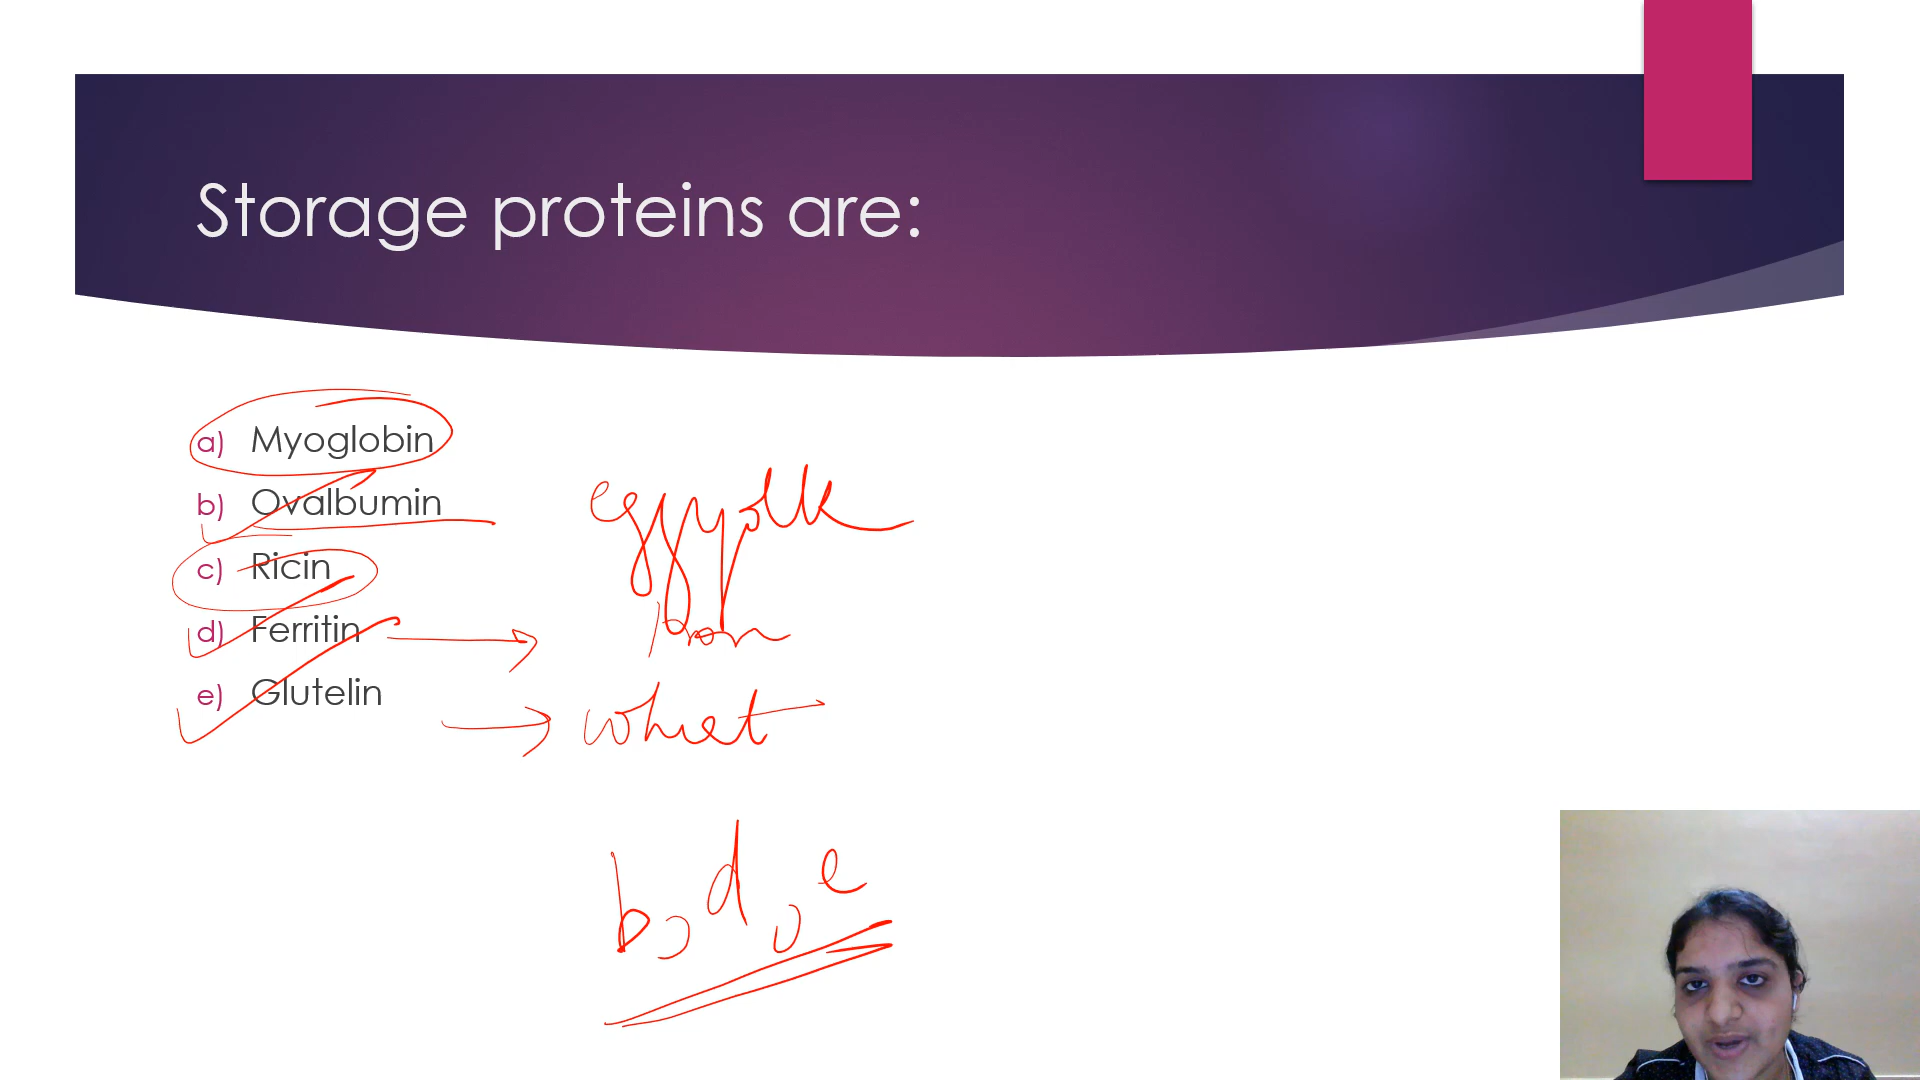 Storage proteins are:
a) Myoglobin
b) Ovalbumin
egg yolk
c) Ricin
d) Ferritin
Iron
e) Glutelin
wheat
b, d, e